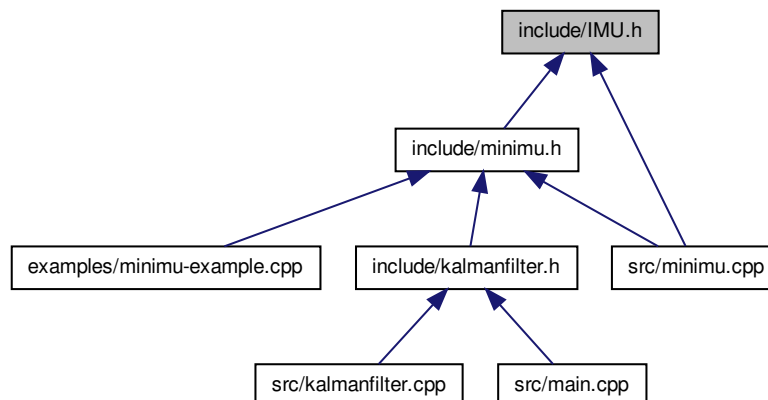 include/IMU.h
include/minimu.h
examples/minimu-example.cpp
include/kalmanfilter.h
src/minimu.cpp
src/kalmanfilter.cpp
src/main.cpp